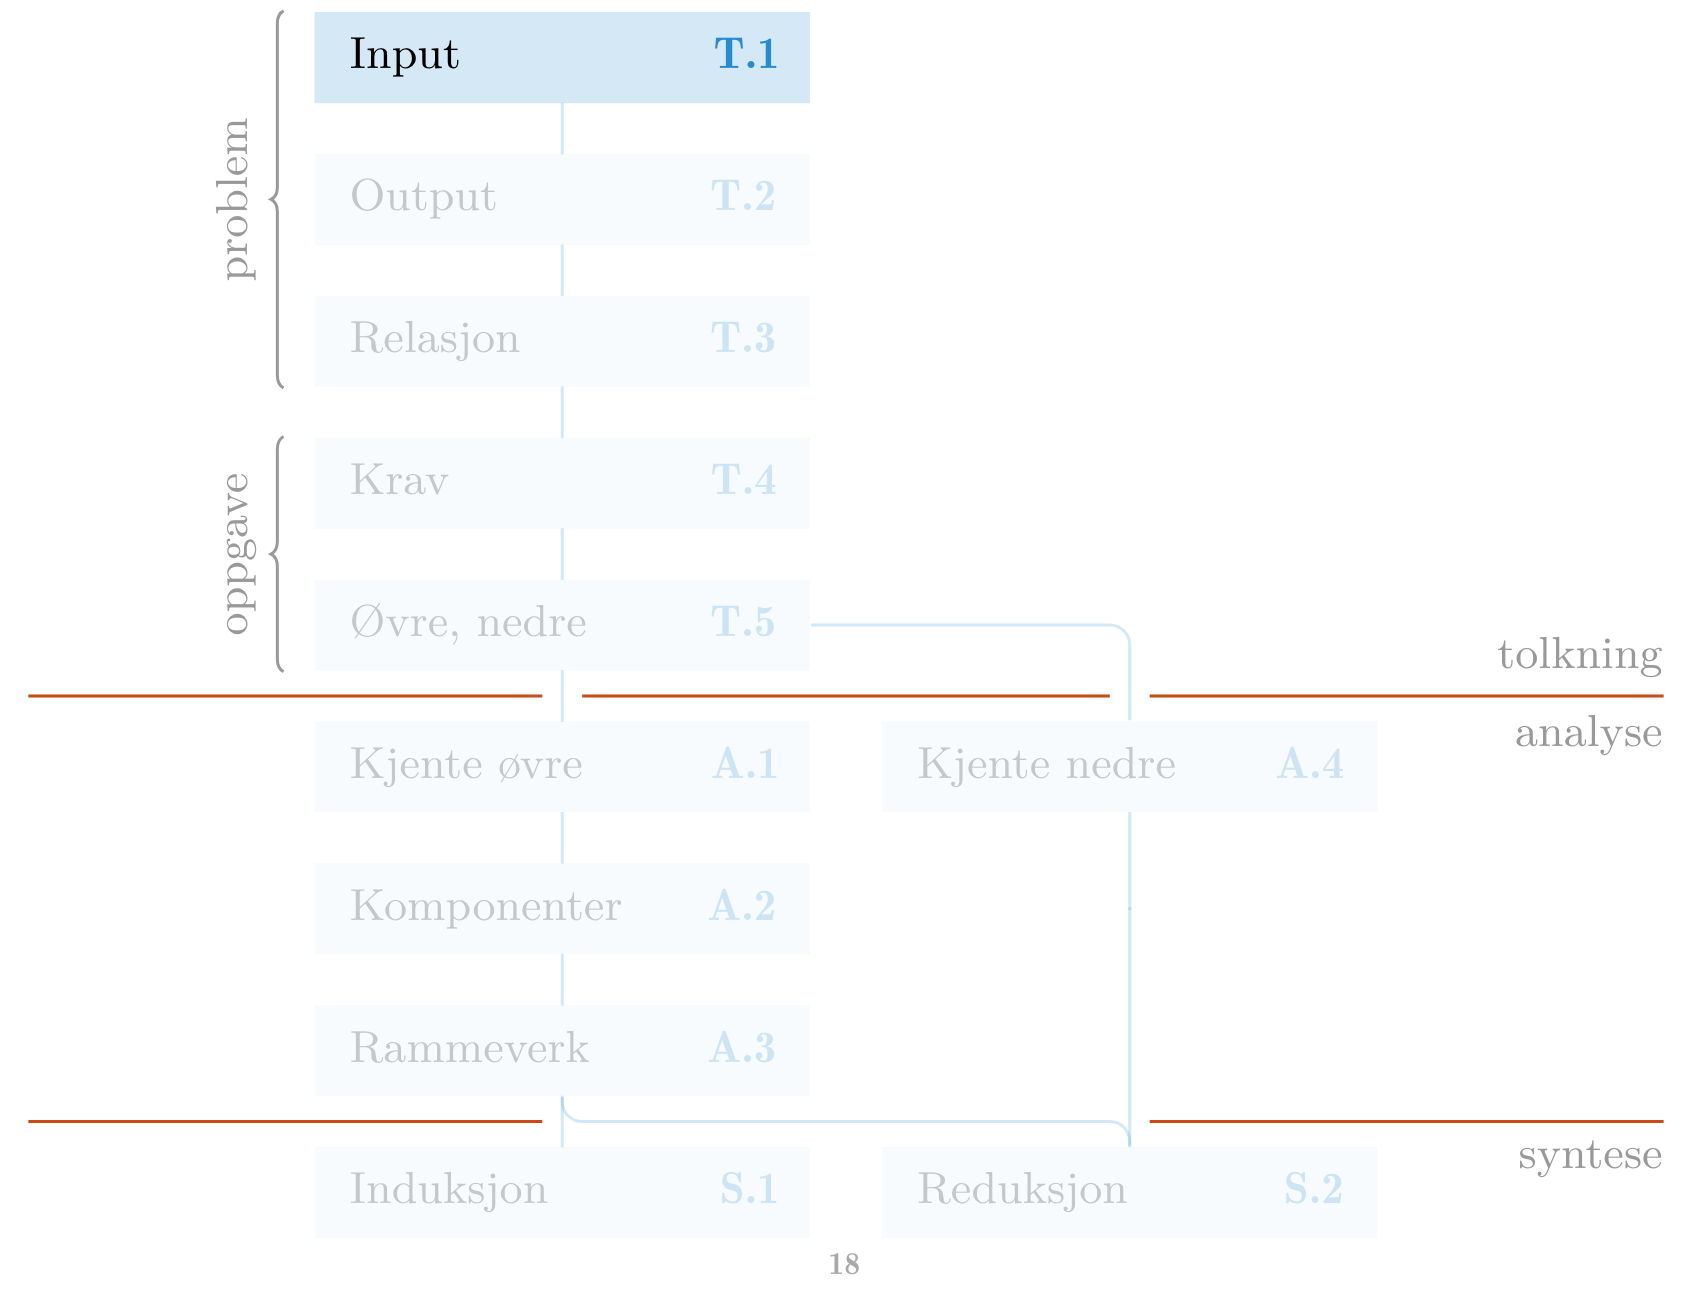 Input T.1
Output T.2
problem
Relasjon T.3
Krav T.4
oppgave
Øvre, nedre T.5
tolkning
analyse
Kjente øvre A.1
Kjente nedre A.4
Komponenter A.2
Rammeverk A.3
syntese
Induksjon S.1
Reduksjon S.2
18